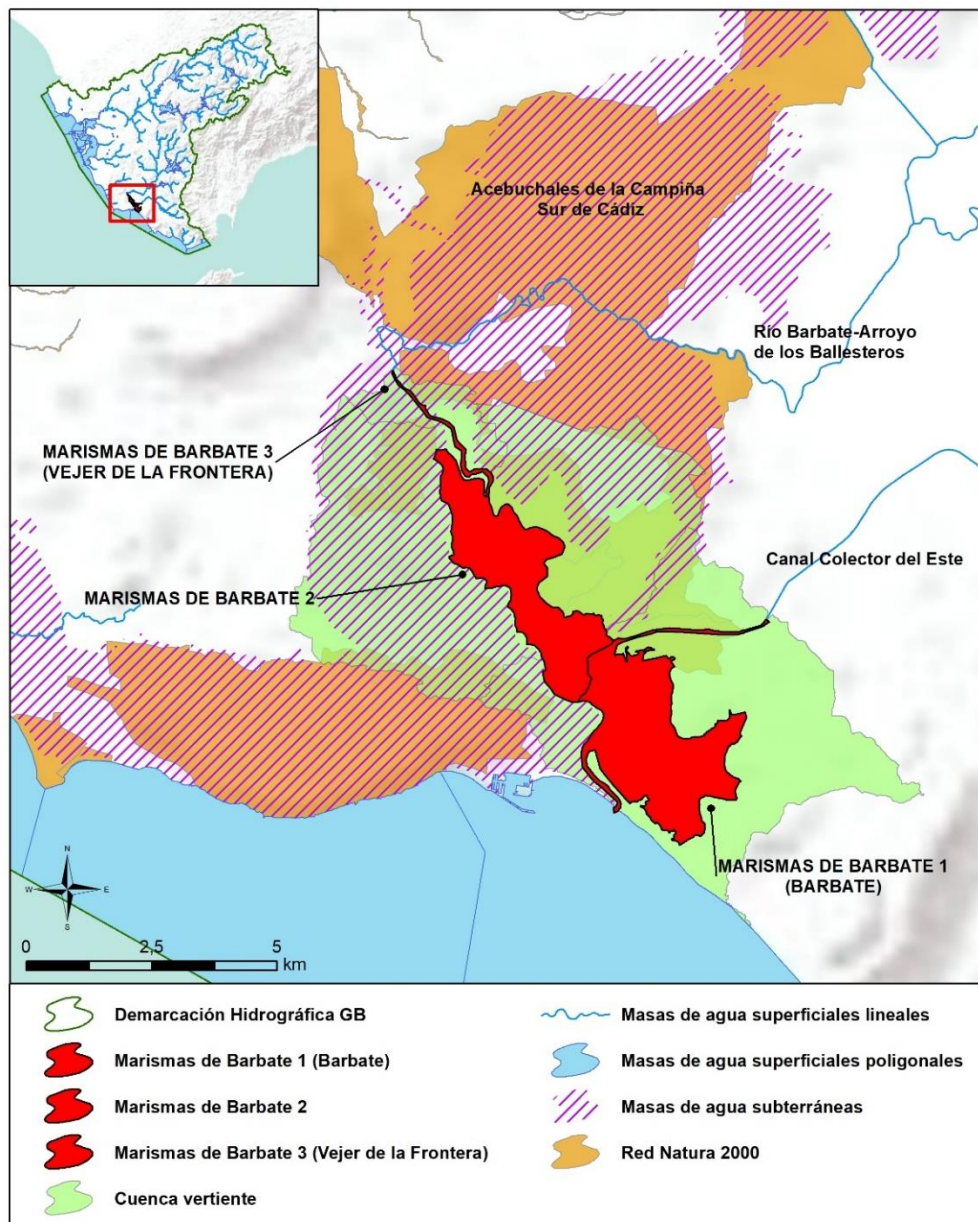 Acebuchales de la Campiña
Sur de Cádiz
Río Barbate-Arroyo
de los Ballesteros
MARISMAS DE BARBATE 3
(VEJER DE LA FRONTERA)
Canal Colector del Este
MARISMAS DE BARBATE 2
MARISMAS DE BARBATE 1
(BARBATE)
N
W E
S
0 2,5 5
km
Demarcación Hidrográfica GB
Marismas de Barbate 1 (Barbate)
Marismas de Barbate 2
Marismas de Barbate 3 (Vejer de la Frontera)
Cuenca vertiente
Masas de agua superficiales lineales
Masas de agua superficiales poligonales
Masas de agua subterráneas
Red Natura 2000